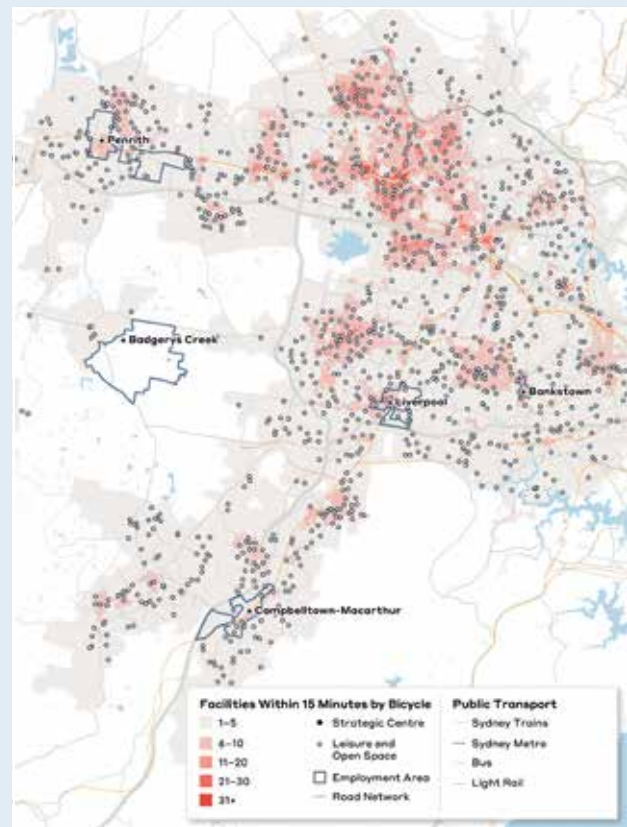 Penrith
Badgerys Creek
Liverpool
Bankstown
Campbelltown-Macarthur
Facilities Within 15 Minutes by Bicycle
1–5
6–10
11–20
21–30
31+
Strategic Centre
Leisure and
Open Space
Employment Area
Road Network
Public Transport
Sydney Trains
Sydney Metro
Bus
Light Rail